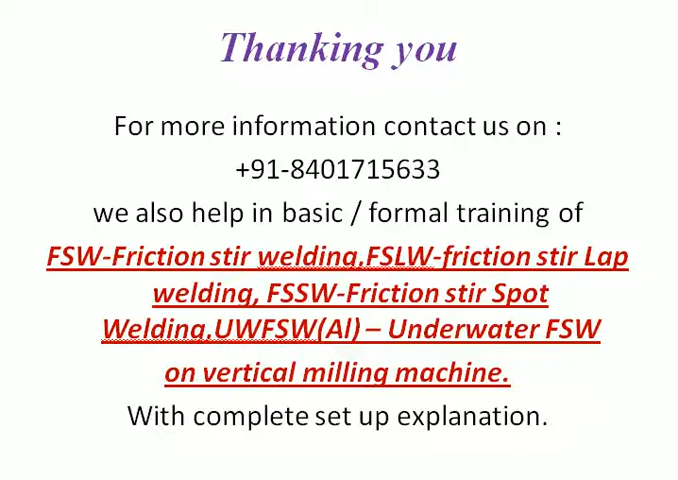 Thanking you
For more information contact us on :
+91-8401715633
we also help in basic / formal training of
FSW-Friction stir welding,FSLW-friction stir Lap
welding, FSSW-Friction stir Spot
Welding,UWFSW(Al) – Underwater FSW
on vertical milling machine.
With complete set up explanation.